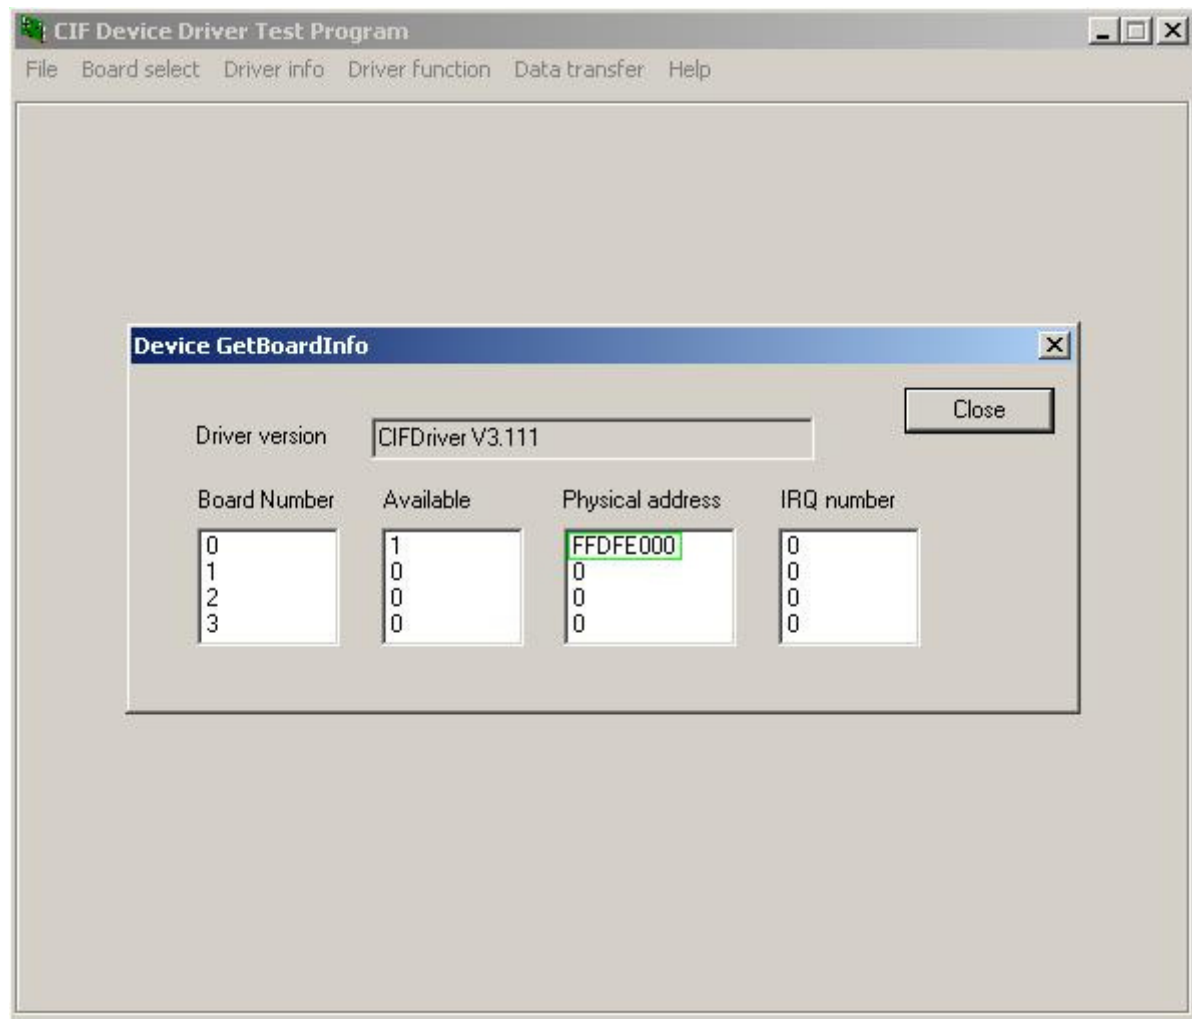 CIF Device Driver Test Program
File Board select Driver info Driver function Data transfer Help
Device GetBoardInfo
Close
Driver version CIFDriver V3.111
Board Number Available Physical address IRQ number
0 1 FFDFE000 0
1 0 0 0
2 0 0 0
3 0 0 0